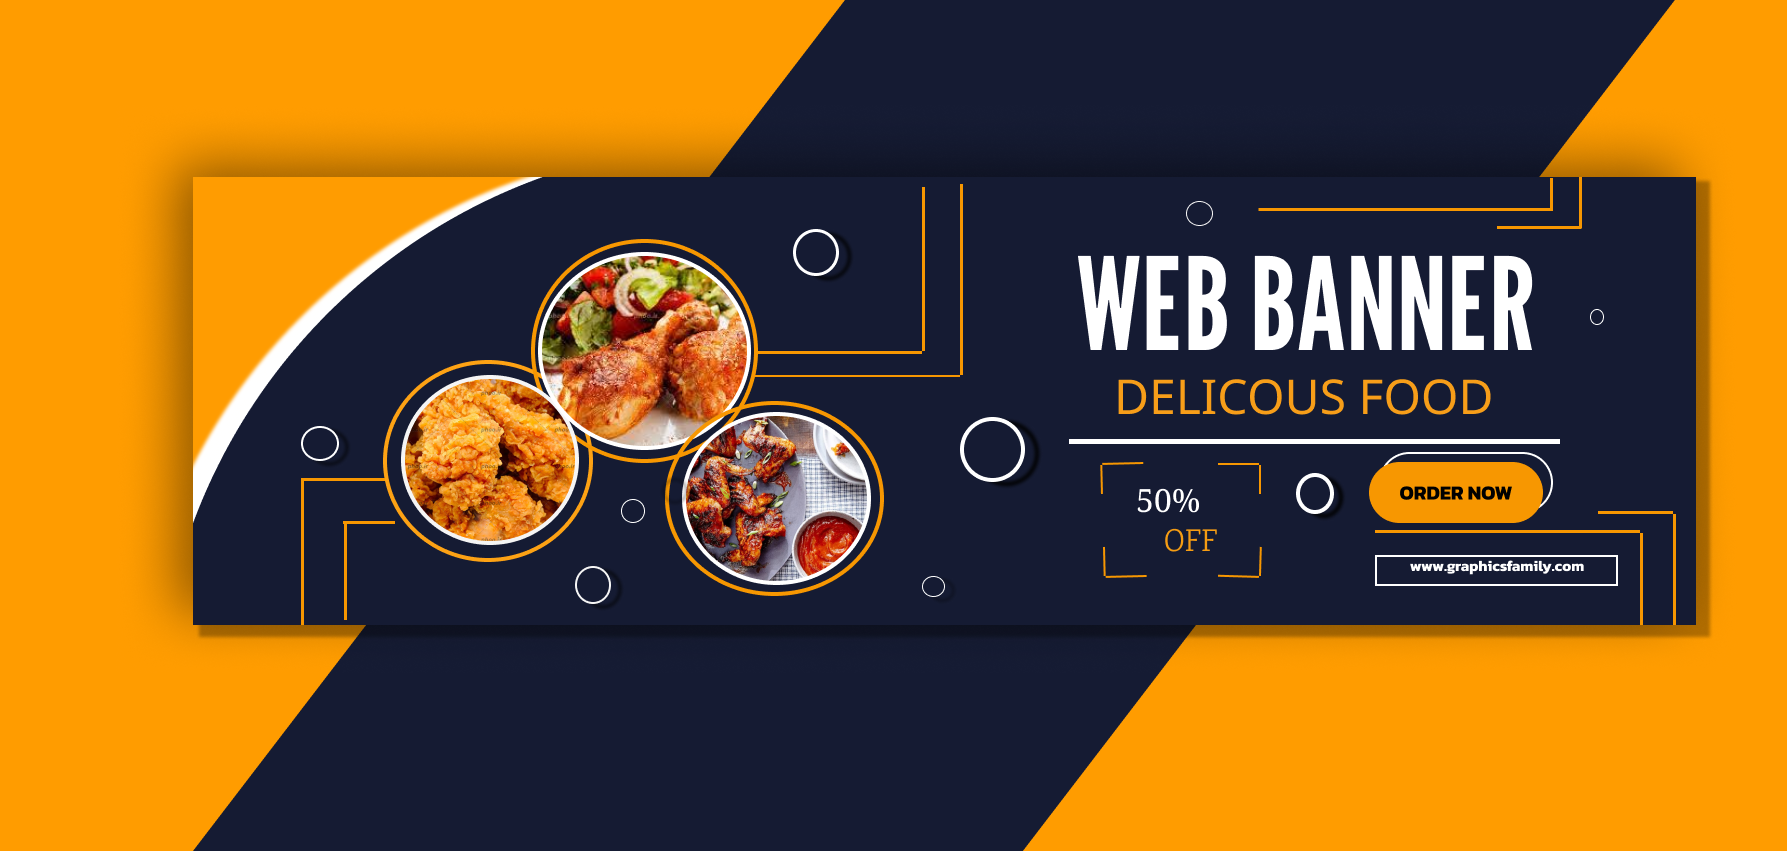 WEB BANNER
DELICOUS FOOD
50%
OFF
ORDER NOW
www.graphicsfamily.com